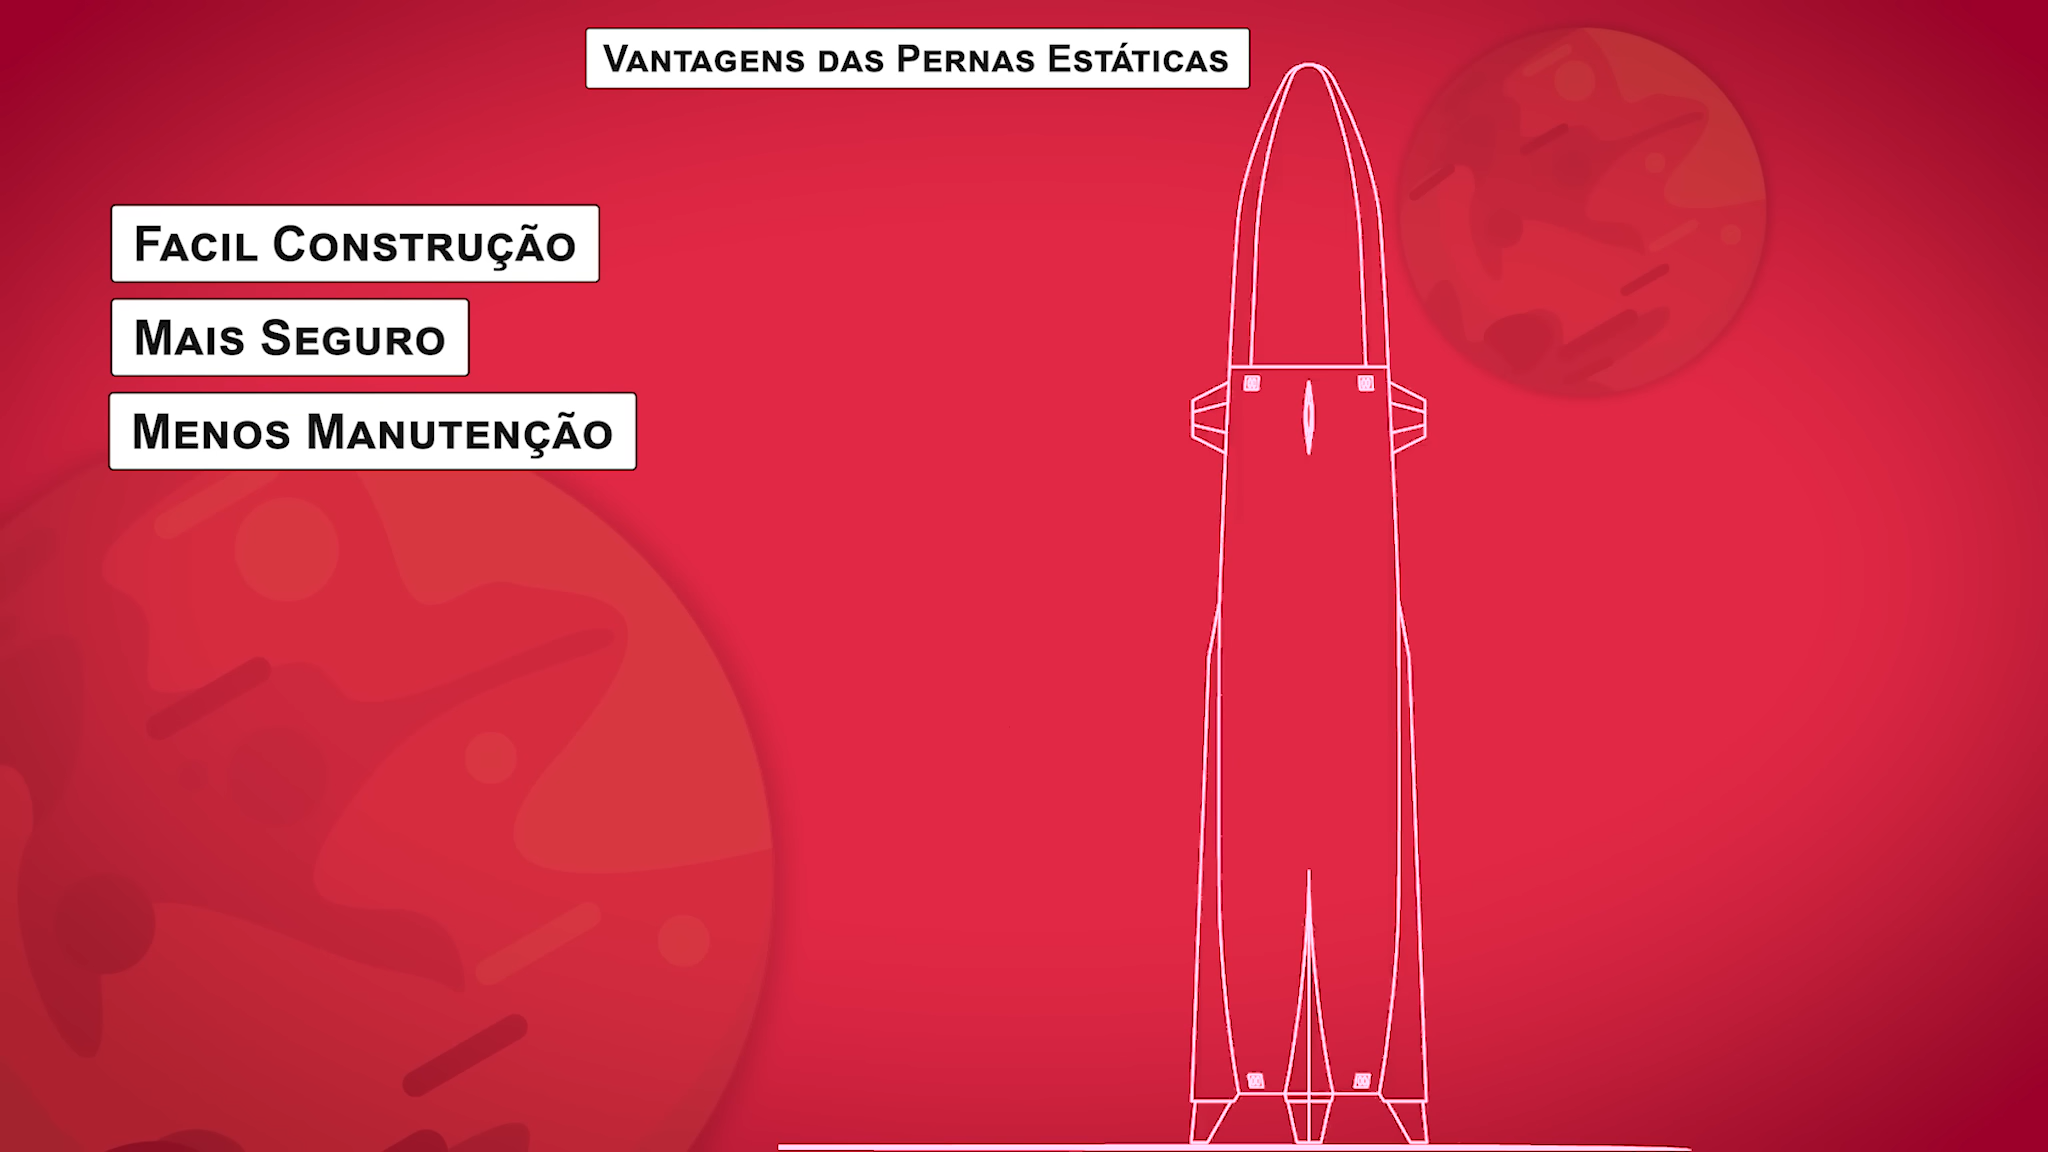 Vantagens das Pernas Estáticas
Facil Construção
Mais Seguro
Menos Manutenção